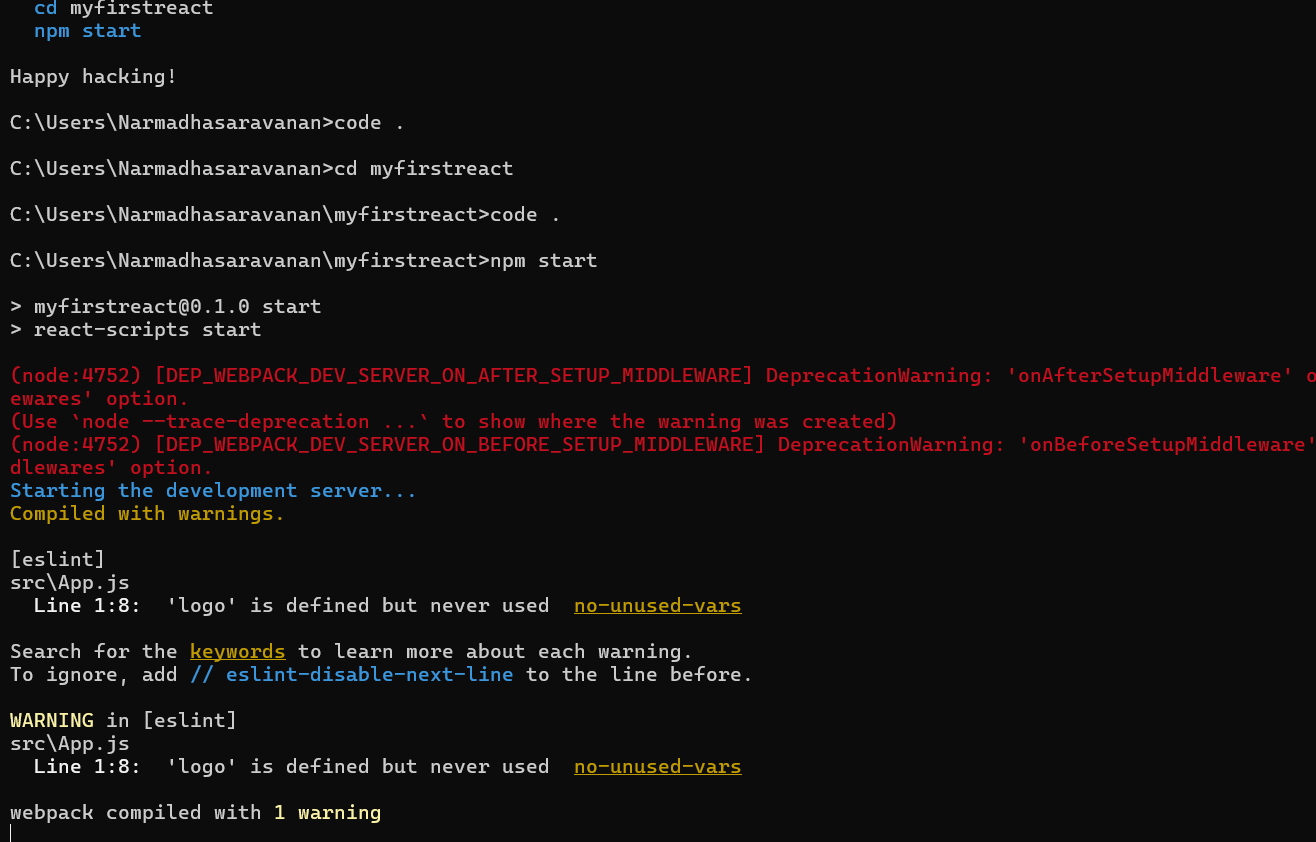 cd myfirstreact
npm start
Happy hacking!
C:\Users\Narmadhasaravanan>code .
C:\Users\Narmadhasaravanan>cd myfirstreact
C:\Users\Narmadhasaravanan\myfirstreact>code .
C:\Users\Narmadhasaravanan\myfirstreact>npm start
> myfirstreact@0.1.0 start
> react-scripts start
(node:4752) [DEP_WEBPACK_DEV_SERVER_ON_AFTER_SETUP_MIDDLEWARE] DeprecationWarning: 'onAfterSetupMiddleware' o
ewares' option.
(Use `node --trace-deprecation ...` to show where the warning was created)
(node:4752) [DEP_WEBPACK_DEV_SERVER_ON_BEFORE_SETUP_MIDDLEWARE] DeprecationWarning: 'onBeforeSetupMiddleware'
dlewares' option.
Starting the development server...
Compiled with warnings.
[eslint]
src\App.js
Line 1:8:  'logo' is defined but never used  no-unused-vars
Search for the keywords to learn more about each warning.
To ignore, add // eslint-disable-next-line to the line before.
WARNING in [eslint]
src\App.js
Line 1:8:  'logo' is defined but never used  no-unused-vars
webpack compiled with 1 warning